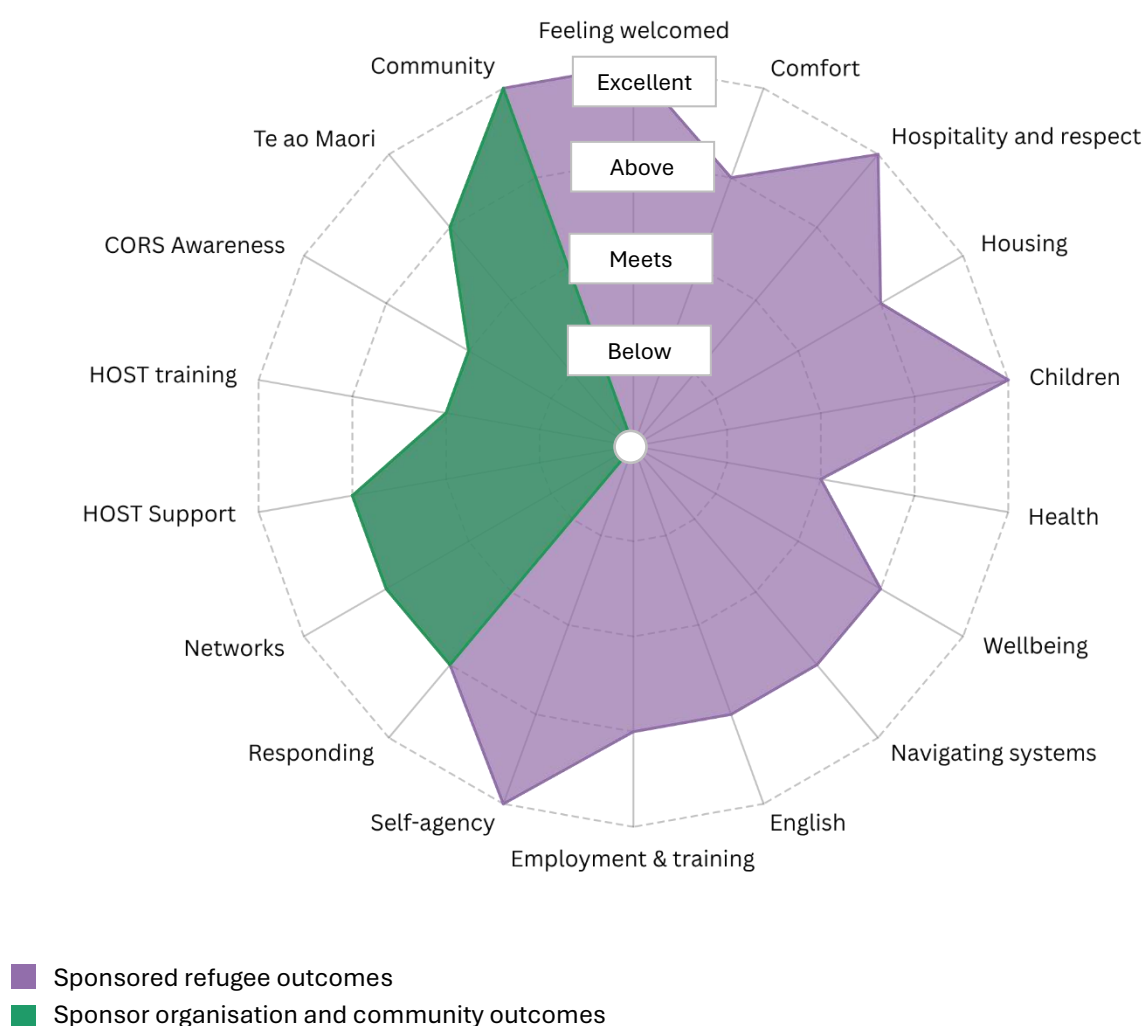 Feeling welcomed
Community
Excellent
Comfort
Te ao Maori
Above
Hospitality and respect
CORS Awareness
Meets
Housing
HOST training
Below
Children
HOST Support
Health
Networks
Wellbeing
Responding
Navigating systems
Self-agency
English
Employment & training
Sponsored refugee outcomes
Sponsor organisation and community outcomes